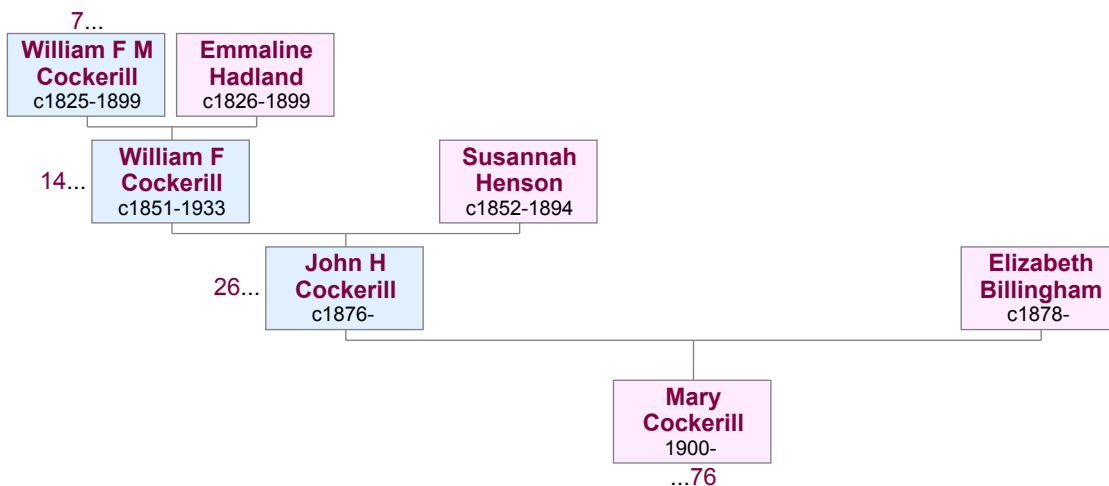 7...
William F M
Cockerill
c1825-1899
Emmaline
Hadland
c1826-1899
14...
William F
Cockerill
c1851-1933
Susannah
Henson
c1852-1894
26...
John H
Cockerill
c1876-
Elizabeth
Billingham
c1878-
Mary
Cockerill
1900-
...76